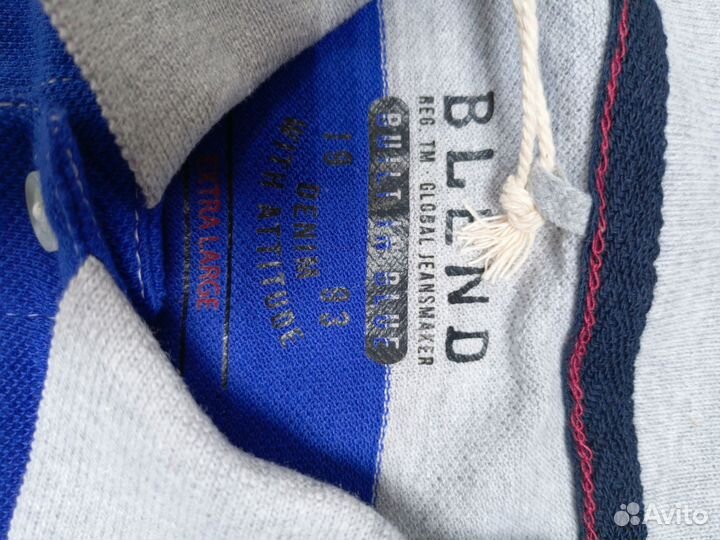 BLEND
REG. TM · GLOBAL JEANSMAKER
BUILT IN BLUE
19 DENIM 93
WITH ATTITUDE
EXTRA LARGE
Avito